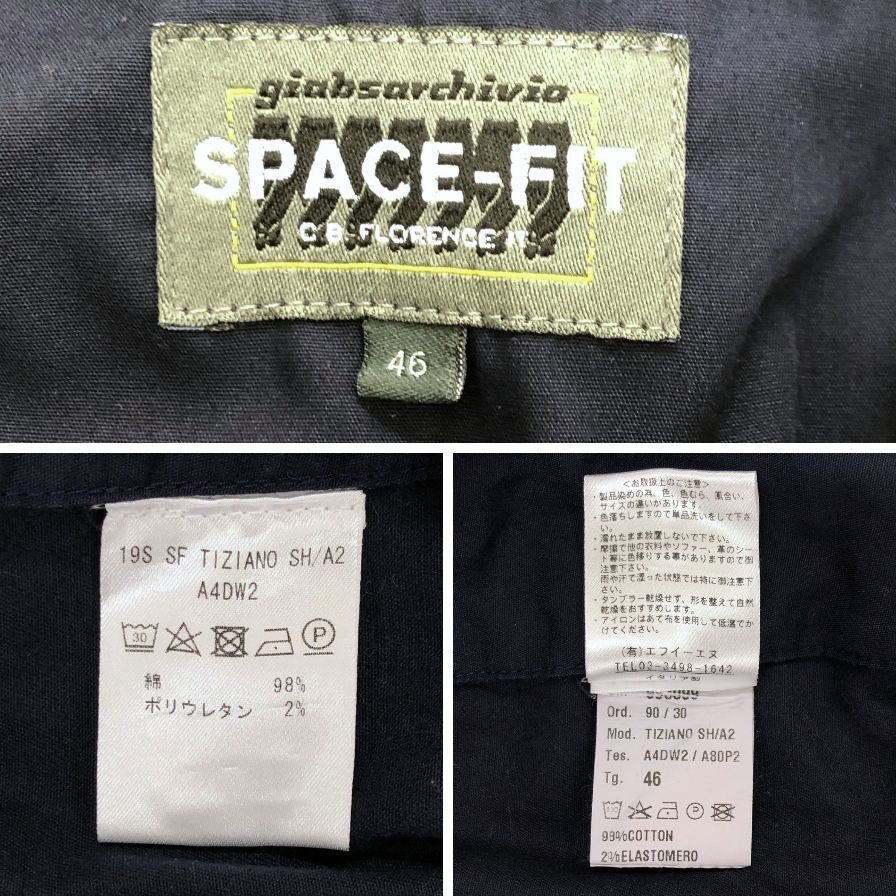 giabsarchivio
SPACE-FIT
C.B. FLORENCE IT
46
19S SF TIZIANO SH/A2
A4DW2
30
P
綿 98%
ポリウレタン 2%
<お取扱上のご注意>
・製品染めの為、色、色むら、風合い、
サイズの違いがあります。
・色落ちしますので単品洗いをして下さ
い。
・濡れたまま放置しないで下さい。
・摩擦で他の衣料やソファー、革のシー
ト等に色移りする事がありますので御
注意下さい。
雨や汗で湿った状態では特に御注意下
さい。
・タンブラー乾燥せず、形を整えて自然
乾燥をおすすめします。
・アイロンはあて布を使用して低温でか
けてください。
(有)エフイーエヌ
TEL03-3498-1642
イタリア製
Ord. 90 / 30
Mod. TIZIANO SH/A2
Tes. A4DW2 / A80P2
Tg. 46
P
98%COTTON
2%ELASTOMERO